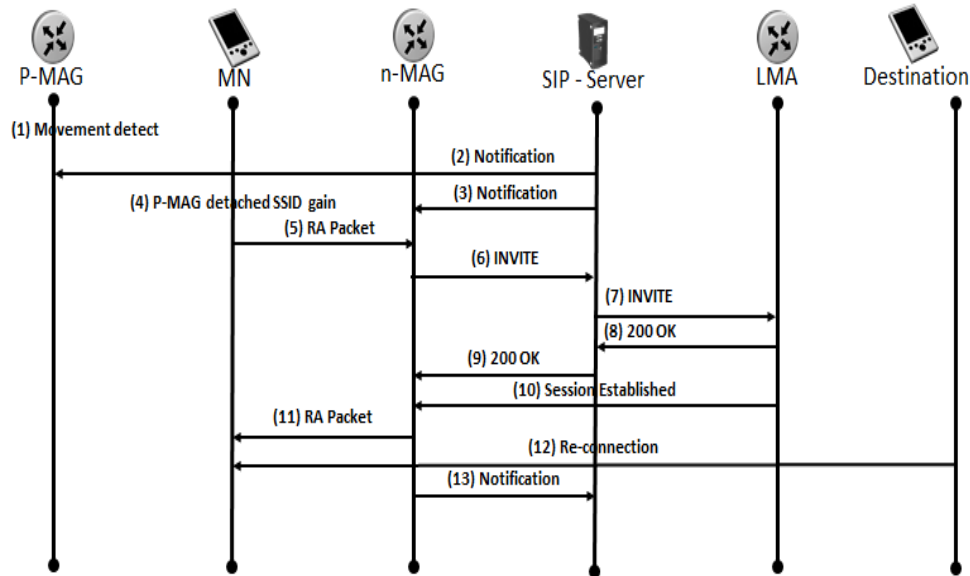 P-MAG
MN
n-MAG
SIP - Server
LMA
Destination
(1) Movement detect
(2) Notification
(3) Notification
(4) P-MAG detached SSID gain
(5) RA Packet
(6) INVITE
(7) INVITE
(8) 200 OK
(9) 200 OK
(10) Session Established
(11) RA Packet
(12) Re-connection
(13) Notification